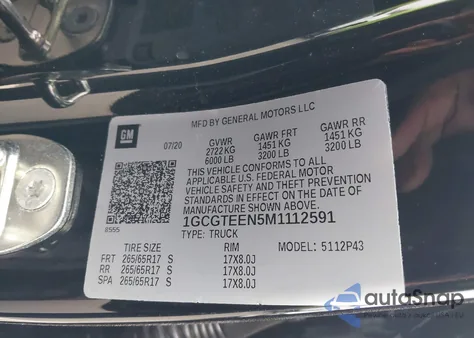 MFD BY GENERAL MOTORS LLC
GM
07/20 GVWR GAWR FRT GAWR RR
2722 KG 1451 KG 1451 KG
6000 LB 3200 LB 3200 LB
THIS VEHICLE CONFORMS TO ALL
APPLICABLE U.S. FEDERAL MOTOR
VEHICLE SAFETY AND THEFT PREVENTION
STANDARDS IN EFFECT ON THE DATE OF
MANUFACTURE SHOWN ABOVE.
1GCGTEEN5M1112591
8555 TYPE: TRUCK
TIRE SIZE RIM MODEL: 5112P43
FRT 265/65R17 S 17X8.0J
RR 265/65R17 S 17X8.0J
SPA 265/65R17 S 17X8.0J
autoSnap